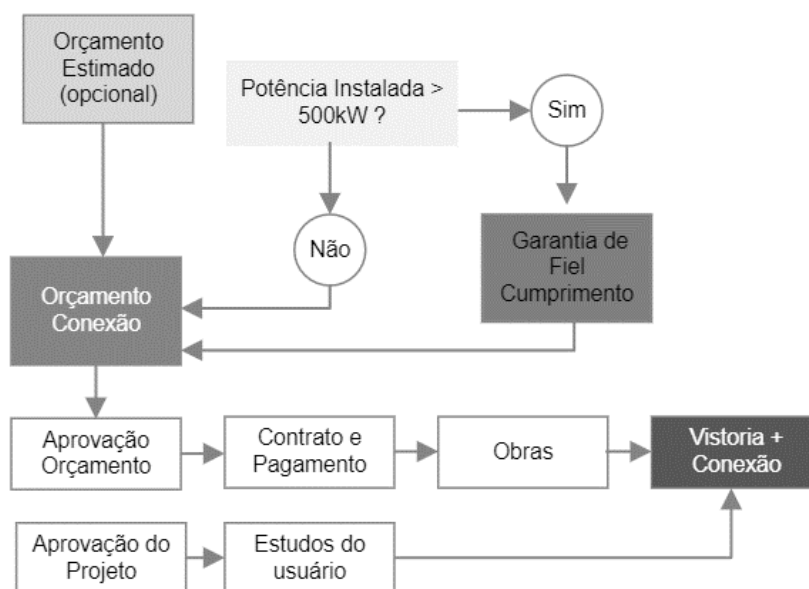 Orçamento
Estimado
(opcional)
Potência Instalada >
500kW ?
Sim
Não
Garantia de
Fiel
Cumprimento
Orçamento
Conexão
Aprovação
Orçamento
Contrato e
Pagamento
Obras
Vistoria +
Conexão
Aprovação do
Projeto
Estudos do
usuário